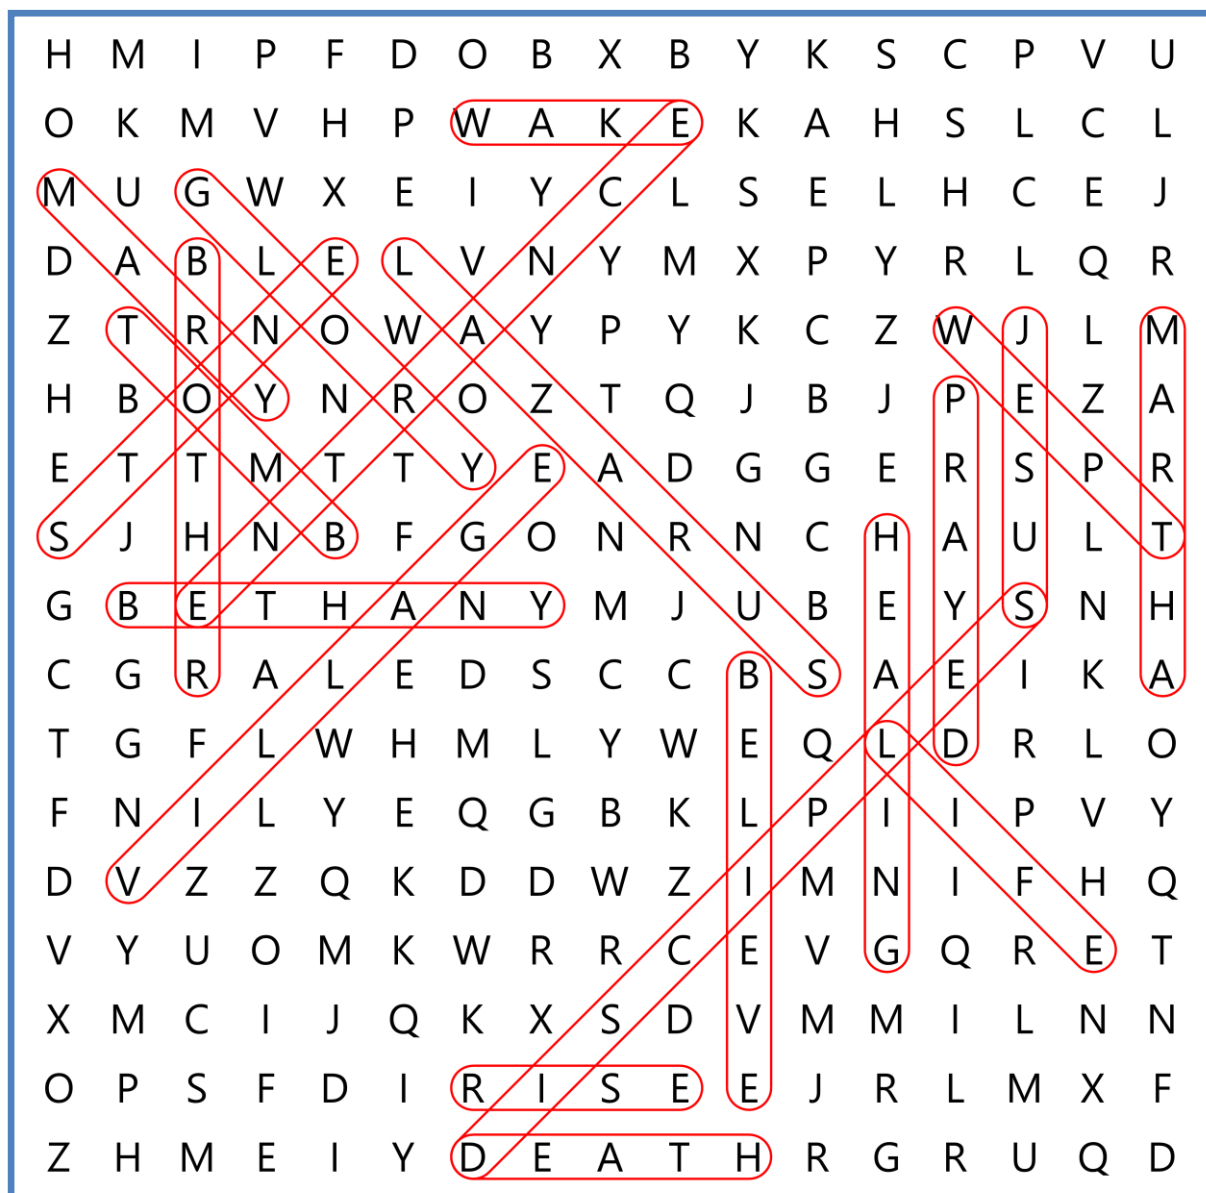 H M I P F D O B X B Y K S C P V U
O K M V H P W A K E K A H S L C L
M U G W X E I Y C L S E L H C E J
D A B L E L V N Y M X P Y R L Q R
Z T R N O W A Y P Y K C Z W J L M
H B O Y N R O Z T Q J B J P E Z A
E T T M T T Y E A D G G E R S P R
S J H N B F G O N R N C H A U L T
G B E T H A N Y M J U B E Y S N H
C G R A L E D S C C B S A E I K A
T G F L W H M L Y W E Q L D R L O
F N I L Y E Q G B K L P I I P V Y
D V Z Z Q K D D W Z I M N I F H Q
V Y U O M K W R R C E V G Q R E T
X M C I J Q K X S D V M M I L N N
O P S F D I R I S E E J R L M X F
Z H M E I Y D E A T H R G R U Q D